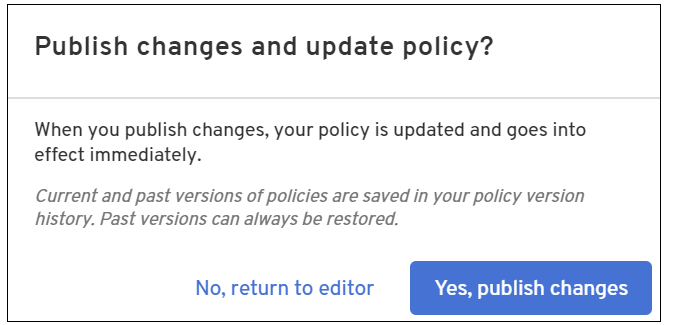 Publish changes and update policy?
When you publish changes, your policy is updated and goes into
effect immediately.
Current and past versions of policies are saved in your policy version
history. Past versions can always be restored.
No, return to editor
Yes, publish changes